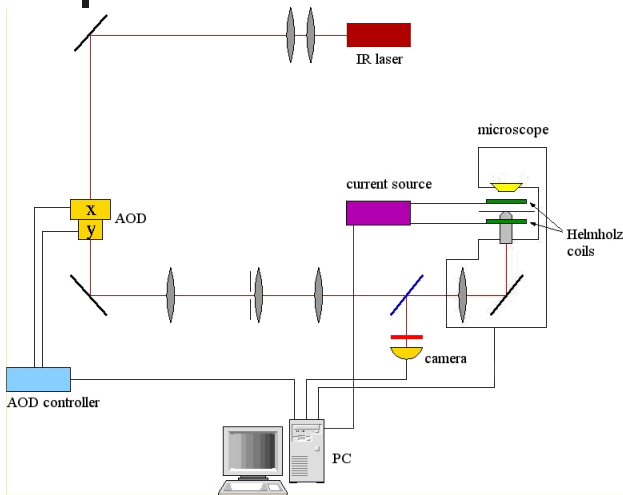 IR laser
microscope
current source
x
AOD
y
Helmholz
coils
camera
AOD controller
PC